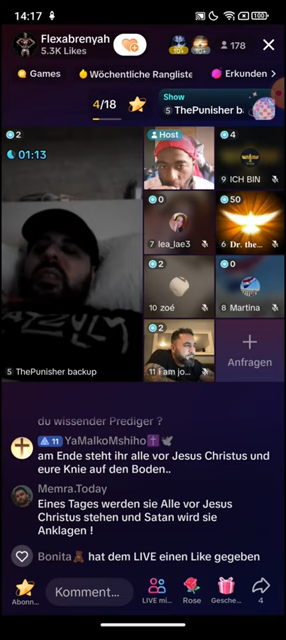 14:17
100
Flexabrenyah
5.3K Likes
10+
10+
178
Games
Wöchentliche Rangliste
Erkunden
4/18
Show
5 ThePunisher ba
2
01:13
Host
4
9 ICH BIN
0
7 lea_lae3
50
6 Dr. the...
2
10 zoé
0
8 Martina
2
11 I am jo...
Anfragen
5 ThePunisher backup
du wissender Prediger ?
11 YaMalkoMshiho✝️🕊
am Ende steht ihr alle vor Jesus Christus und
eure Knie auf den Boden..
Memra.Today
Eines Tages werden sie Alle vor Jesus
Christus stehen und Satan wird sie
Anklagen !
Bonita🧸 hat dem LIVE einen Like gegeben
Abonn...
Komment...
LIVE mi...
Rose
Gesche...
4